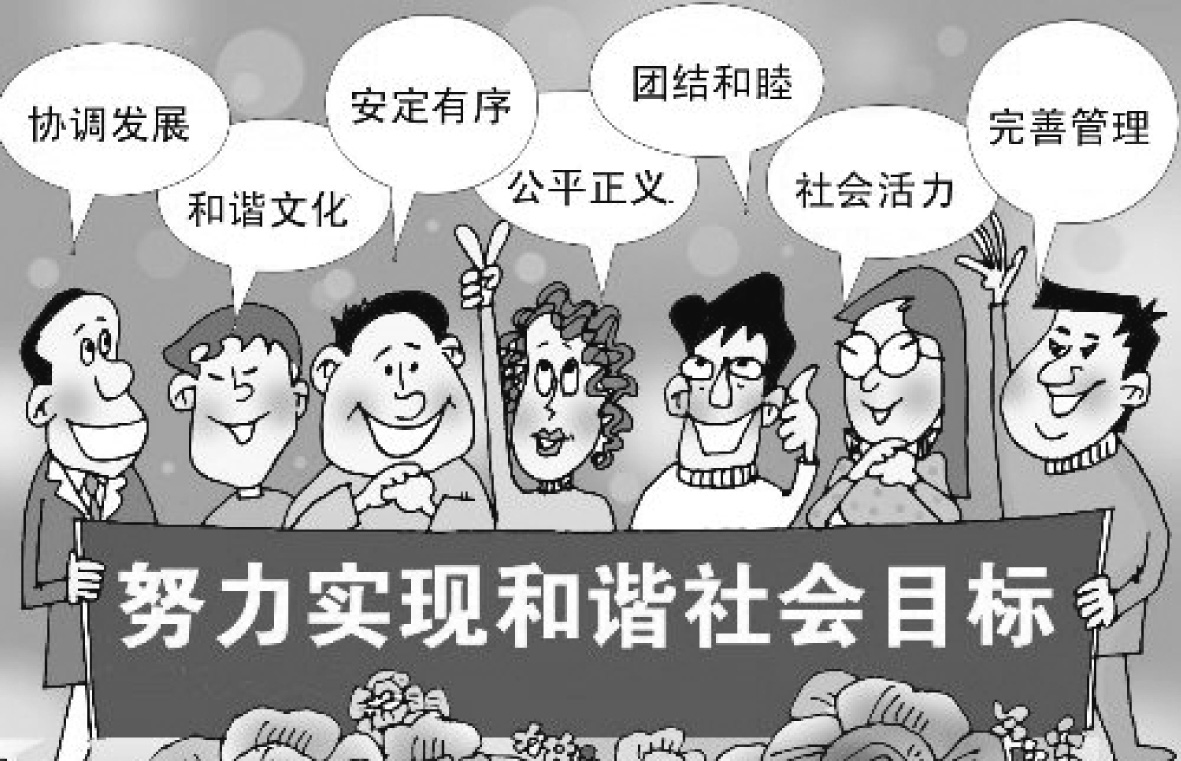 协调发展
和谐文化
安定有序
公平正义
团结和睦
社会活力
完善管理
努力实现和谐社会目标